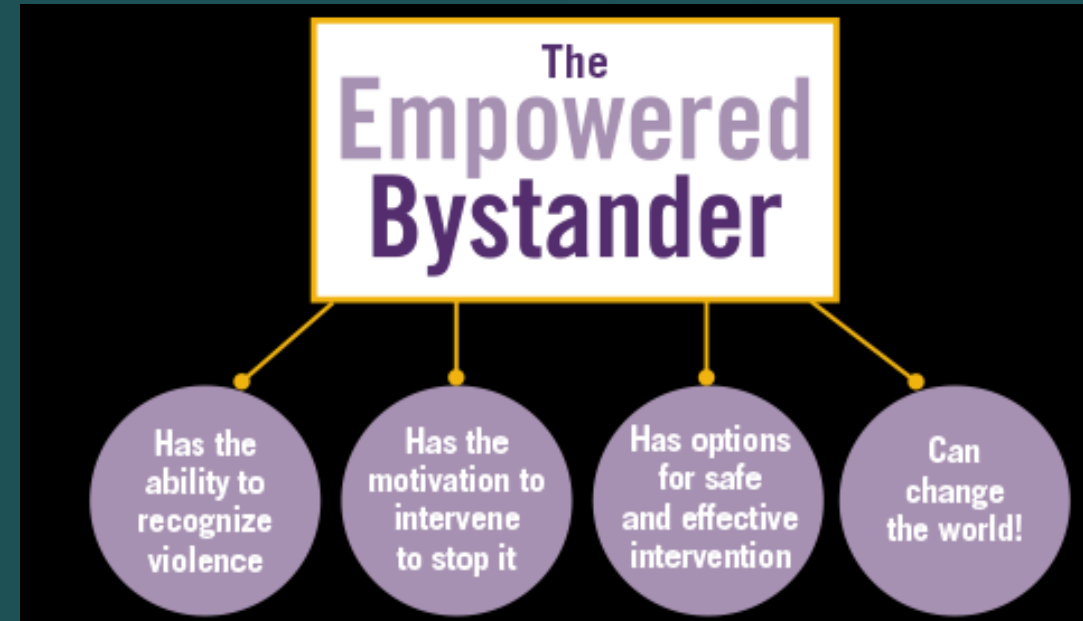 The
Empowered
Bystander
Has the
ability to
recognize
violence
Has the
motivation to
intervene
to stop it
Has options
for safe
and effective
intervention
Can
change
the world!